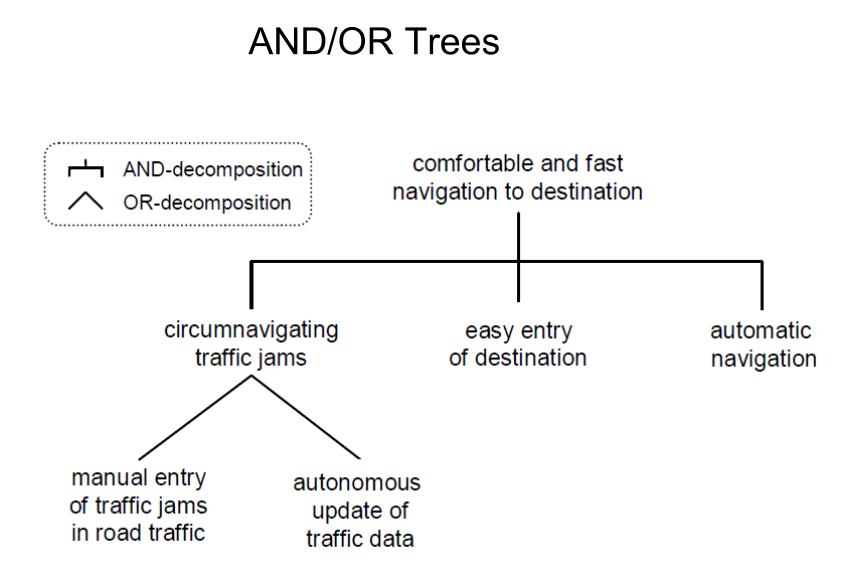 AND/OR Trees
AND-decomposition
OR-decomposition
comfortable and fast
navigation to destination
circumnavigating
traffic jams
easy entry
of destination
automatic
navigation
manual entry
of traffic jams
in road traffic
autonomous
update of
traffic data